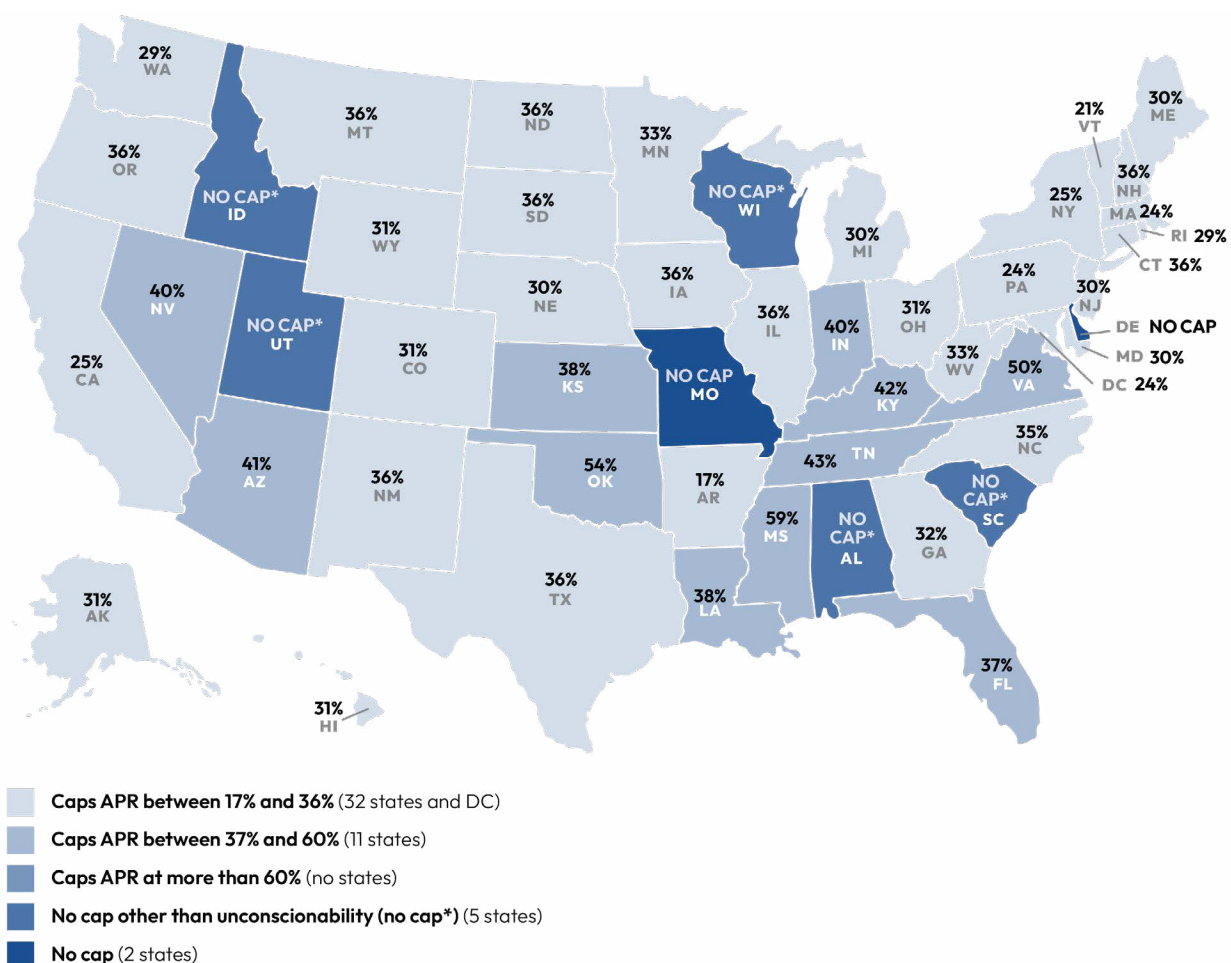 29%
WA
36%
OR
25%
CA
40%
NV
NO CAP*
ID
36%
MT
31%
WY
NO CAP*
UT
41%
AZ
31%
CO
36%
NM
36%
ND
36%
SD
30%
NE
38%
KS
54%
OK
36%
TX
33%
MN
36%
IA
NO CAP
MO
17%
AR
38%
LA
NO CAP*
WI
36%
IL
30%
MI
40%
IN
31%
OH
42%
KY
43% TN
59%
MS
NO
CAP*
AL
32%
GA
37%
FL
NO
CAP*
SC
35%
NC
50%
VA
33%
WV
24%
PA
25%
NY
21%
VT
30%
ME
36%
NH
MA 24%
RI 29%
CT 36%
30%
NJ
DE NO CAP
MD 30%
DC 24%
31%
AK
31%
HI
Caps APR between 17% and 36% (32 states and DC)
Caps APR between 37% and 60% (11 states)
Caps APR at more than 60% (no states)
No cap other than unconscionability (no cap*) (5 states)
No cap (2 states)